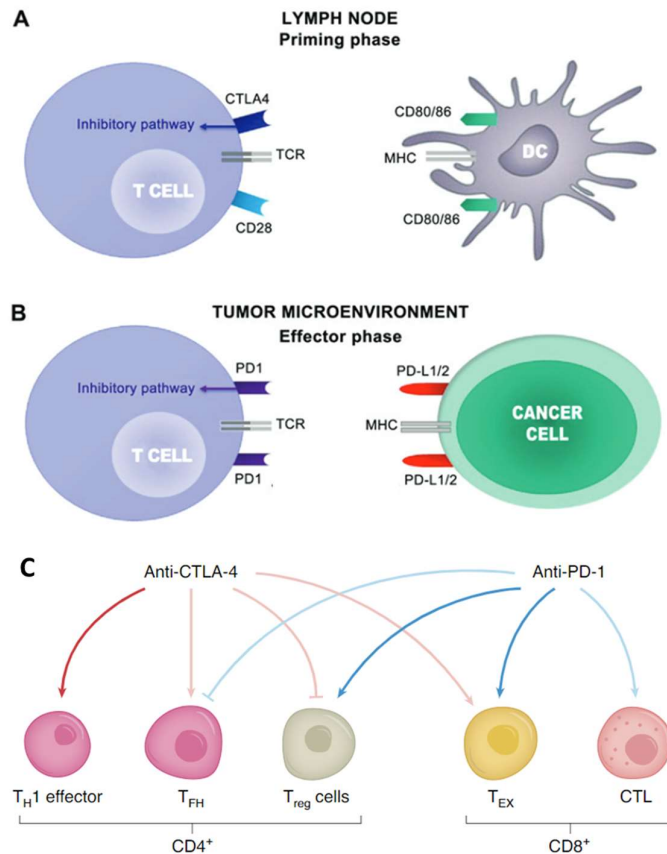 A
LYMPH NODE
Priming phase
CTLA4
Inhibitory pathway
TCR
T CELL
CD28
CD80/86
MHC
DC
CD80/86
B
TUMOR MICROENVIRONMENT
Effector phase
PD1
Inhibitory pathway
TCR
T CELL
PD1
PD-L1/2
MHC
CANCER
CELL
PD-L1/2
C
Anti-CTLA-4
Anti-PD-1
TH1 effector
TFH
Treg cells
TEX
CTL
CD4+
CD8+